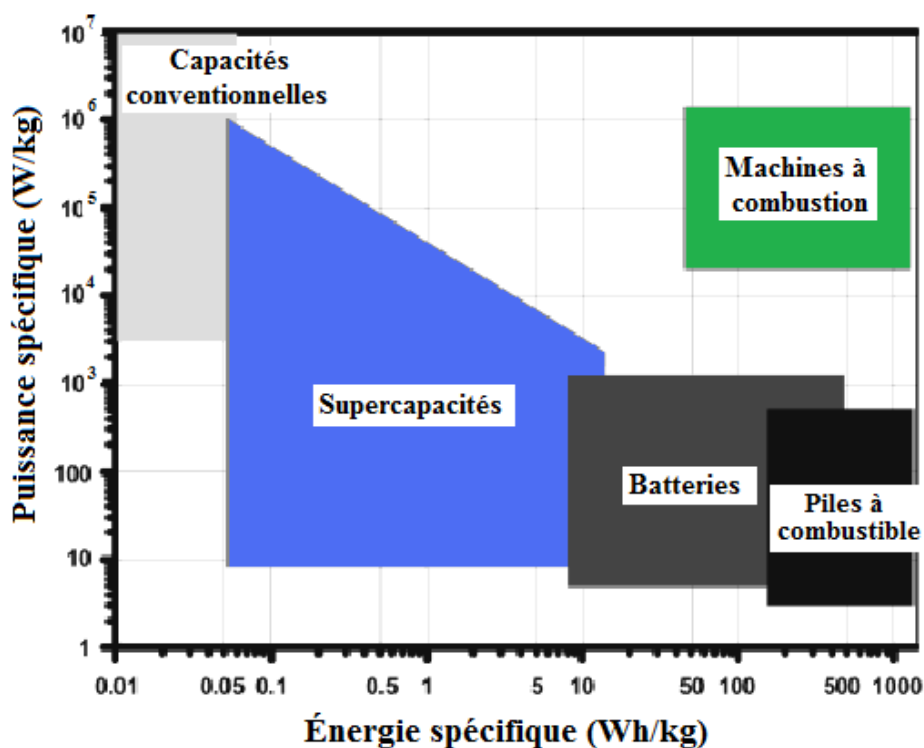 Puissance spécifique (W/kg)
10⁷
10⁶
10⁵
10⁴
10³
100
10
1
Capacités
conventionnelles
Machines à
combustion
Supercapacités
Batteries
Piles à
combustible
0.01 0.05 0.1 0.5 1 5 10 50 100 500 1000
Énergie spécifique (Wh/kg)